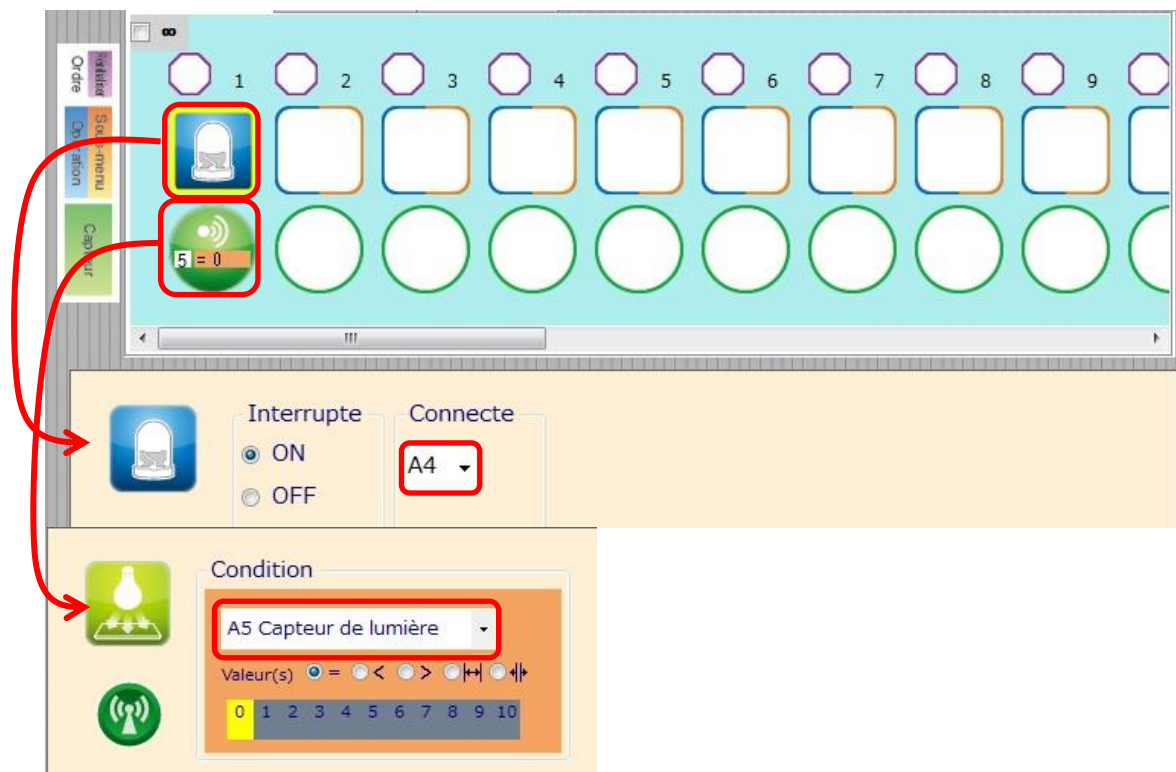 ∞
1 2 3 4 5 6 7 8 9
Ordre
Sous-menu
Opération
Capteur
5 = 0
Interrupte
Connecte
ON
A4
OFF
Condition
A5 Capteur de lumière
Valeur(s) = < >
0 1 2 3 4 5 6 7 8 9 10